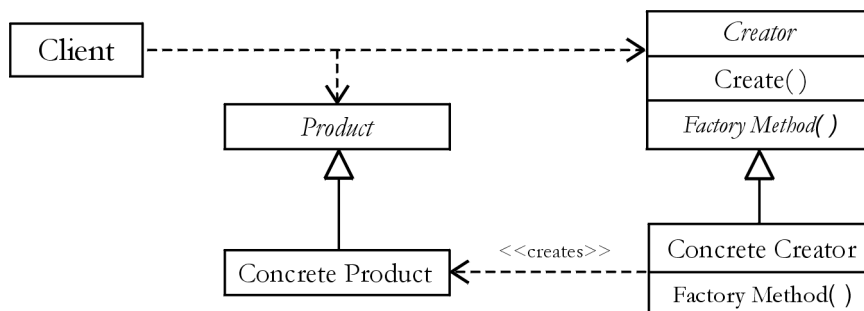 Client
Creator
Create( )
Factory Method( )
Product
Concrete Product
<<creates>>
Concrete Creator
Factory Method( )